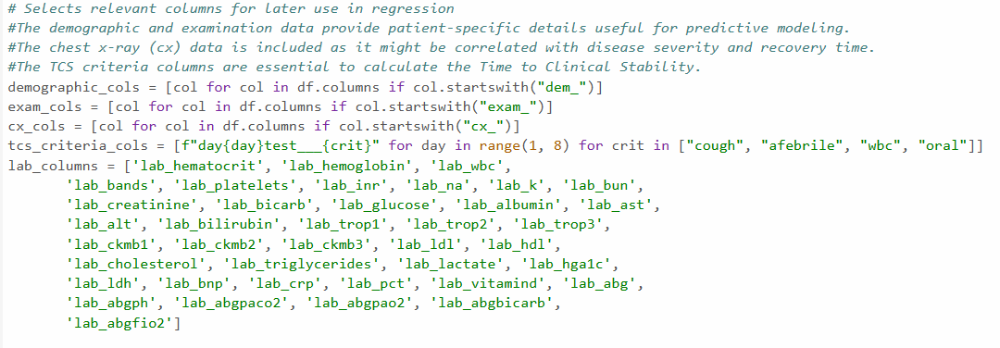 # Selects relevant columns for later use in regression
#The demographic and examination data provide patient-specific details useful for predictive modeling.
#The chest x-ray (cx) data is included as it might be correlated with disease severity and recovery time.
#The TCS criteria columns are essential to calculate the Time to Clinical Stability.
demographic_cols = [col for col in df.columns if col.startswith("dem_")]
exam_cols = [col for col in df.columns if col.startswith("exam_")]
cx_cols = [col for col in df.columns if col.startswith("cx_")]
tcs_criteria_cols = [f"day{day}test___{crit}" for day in range(1, 8) for crit in ["cough", "afebrile", "wbc", "oral"]]
lab_columns = ['lab_hematocrit', 'lab_hemoglobin', 'lab_wbc',
'lab_bands', 'lab_platelets', 'lab_inr', 'lab_na', 'lab_k', 'lab_bun',
'lab_creatinine', 'lab_bicarb', 'lab_glucose', 'lab_albumin', 'lab_ast',
'lab_alt', 'lab_bilirubin', 'lab_trop1', 'lab_trop2', 'lab_trop3',
'lab_ckmb1', 'lab_ckmb2', 'lab_ckmb3', 'lab_ldl', 'lab_hdl',
'lab_cholesterol', 'lab_triglycerides', 'lab_lactate', 'lab_hga1c',
'lab_ldh', 'lab_bnp', 'lab_crp', 'lab_pct', 'lab_vitamind', 'lab_abg',
'lab_abgph', 'lab_abgpaco2', 'lab_abgpao2', 'lab_abgbicarb',
'lab_abgfio2']